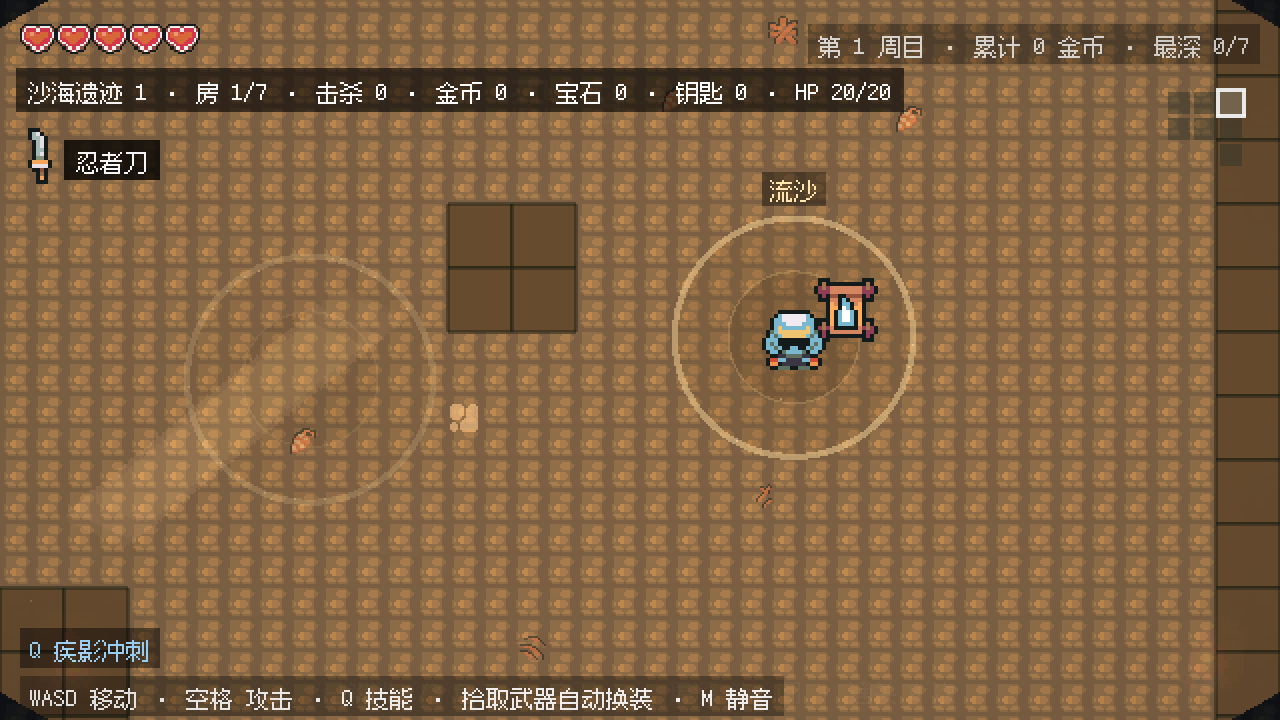 第 1 周目 · 累计 0 金币 · 最深 0/7
沙海遗迹 1 · 房 1/7 · 击杀 0 · 金币 0 · 宝石 0 · 钥匙 0 · HP 20/20
忍者刀
流沙
Q 疾影冲刺
WASD 移动 · 空格 攻击 · Q 技能 · 拾取武器自动换装 · M 静音